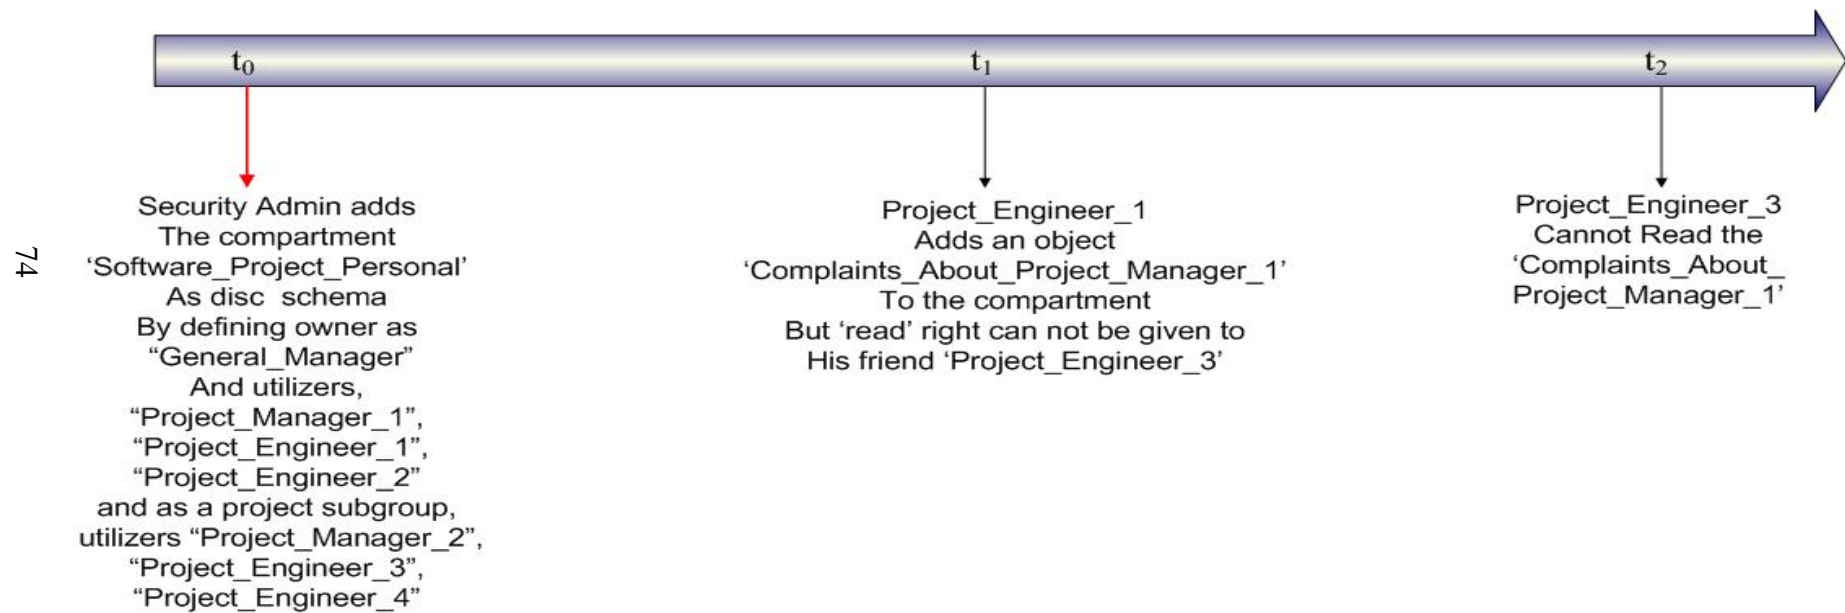 t0
t1
t2
Security Admin adds
The compartment
‘Software_Project_Personal’
As disc schema
By defining owner as
“General_Manager”
And utilizers,
“Project_Manager_1”,
“Project_Engineer_1”,
“Project_Engineer_2”
and as a project subgroup,
utilizers “Project_Manager_2”,
“Project_Engineer_3”,
“Project_Engineer_4”
Project_Engineer_1
Adds an object
‘Complaints_About_Project_Manager_1’
To the compartment
But ‘read’ right can not be given to
His friend ‘Project_Engineer_3’
Project_Engineer_3
Cannot Read the
‘Complaints_About_
Project_Manager_1’
74